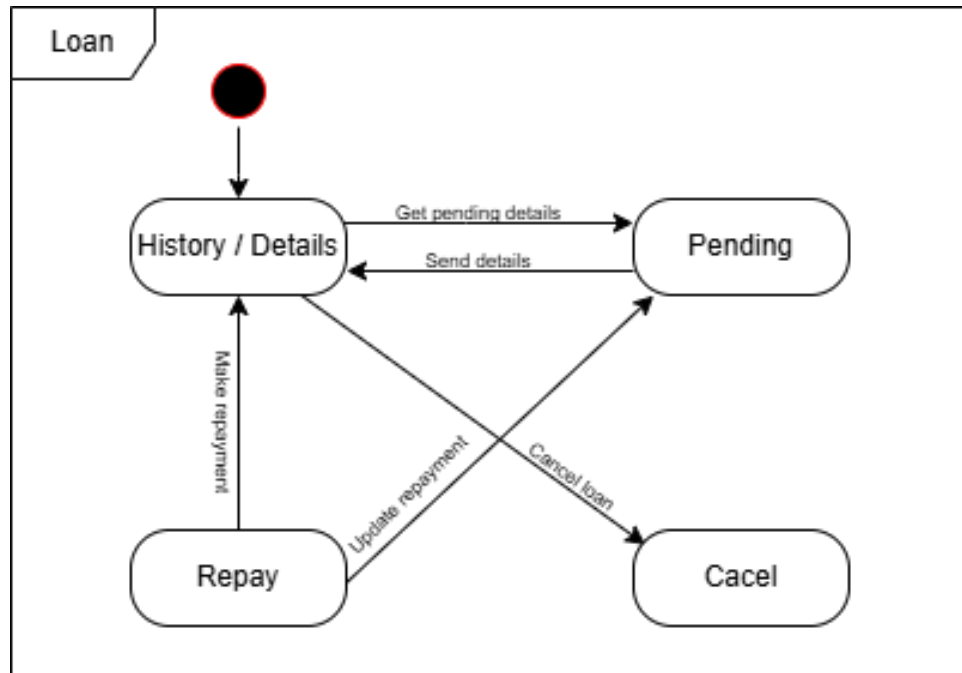 Loan
History / Details
Get pending details
Pending
Send details
Make repayment
Update repayment
Cancel loan
Repay
Cacel